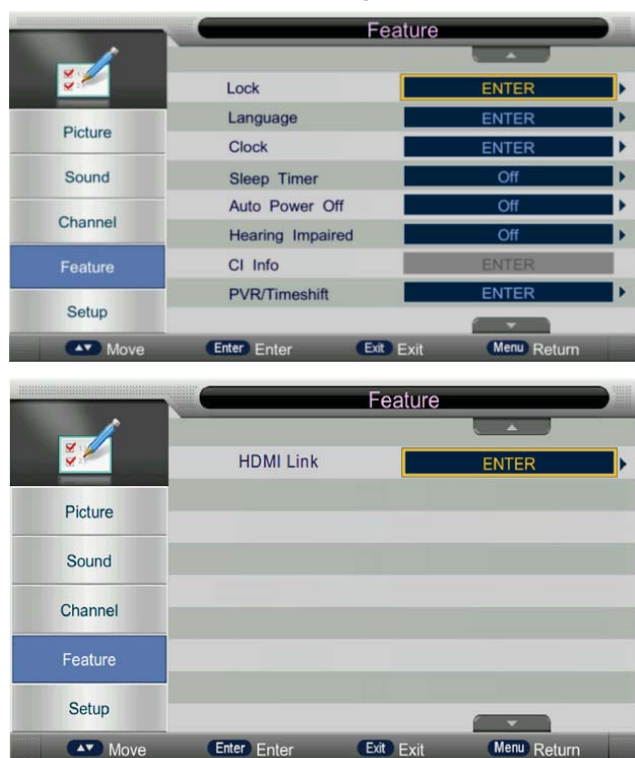 Feature
Lock ENTER
Language ENTER
Clock ENTER
Sleep Timer Off
Auto Power Off Off
Hearing Impaired Off
CI Info ENTER
PVR/Timeshift ENTER
Picture
Sound
Channel
Feature
Setup
Move Enter Enter Exit Exit Menu Return
Feature
HDMI Link ENTER
Picture
Sound
Channel
Feature
Setup
Move Enter Enter Exit Exit Menu Return